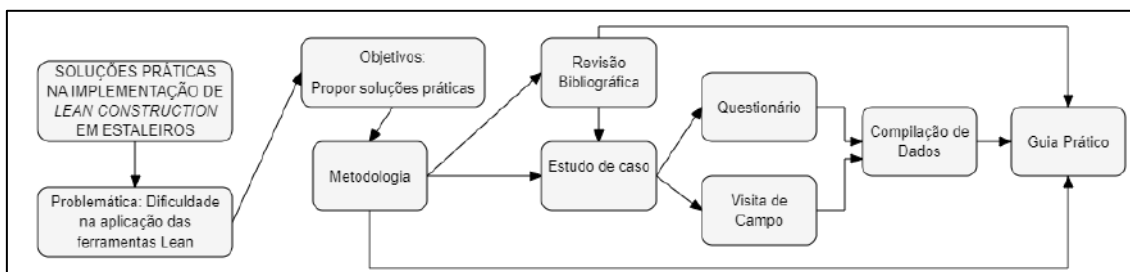 SOLUÇÕES PRÁTICAS
NA IMPLEMENTAÇÃO DE
LEAN CONSTRUCTION
EM ESTALEIROS
Problemática: Dificuldade
na aplicação das
ferramentas Lean
Objetivos:
Propor soluções práticas
Metodologia
Revisão
Bibliográfica
Estudo de caso
Questionário
Visita de
Campo
Compilação de
Dados
Guia Prático